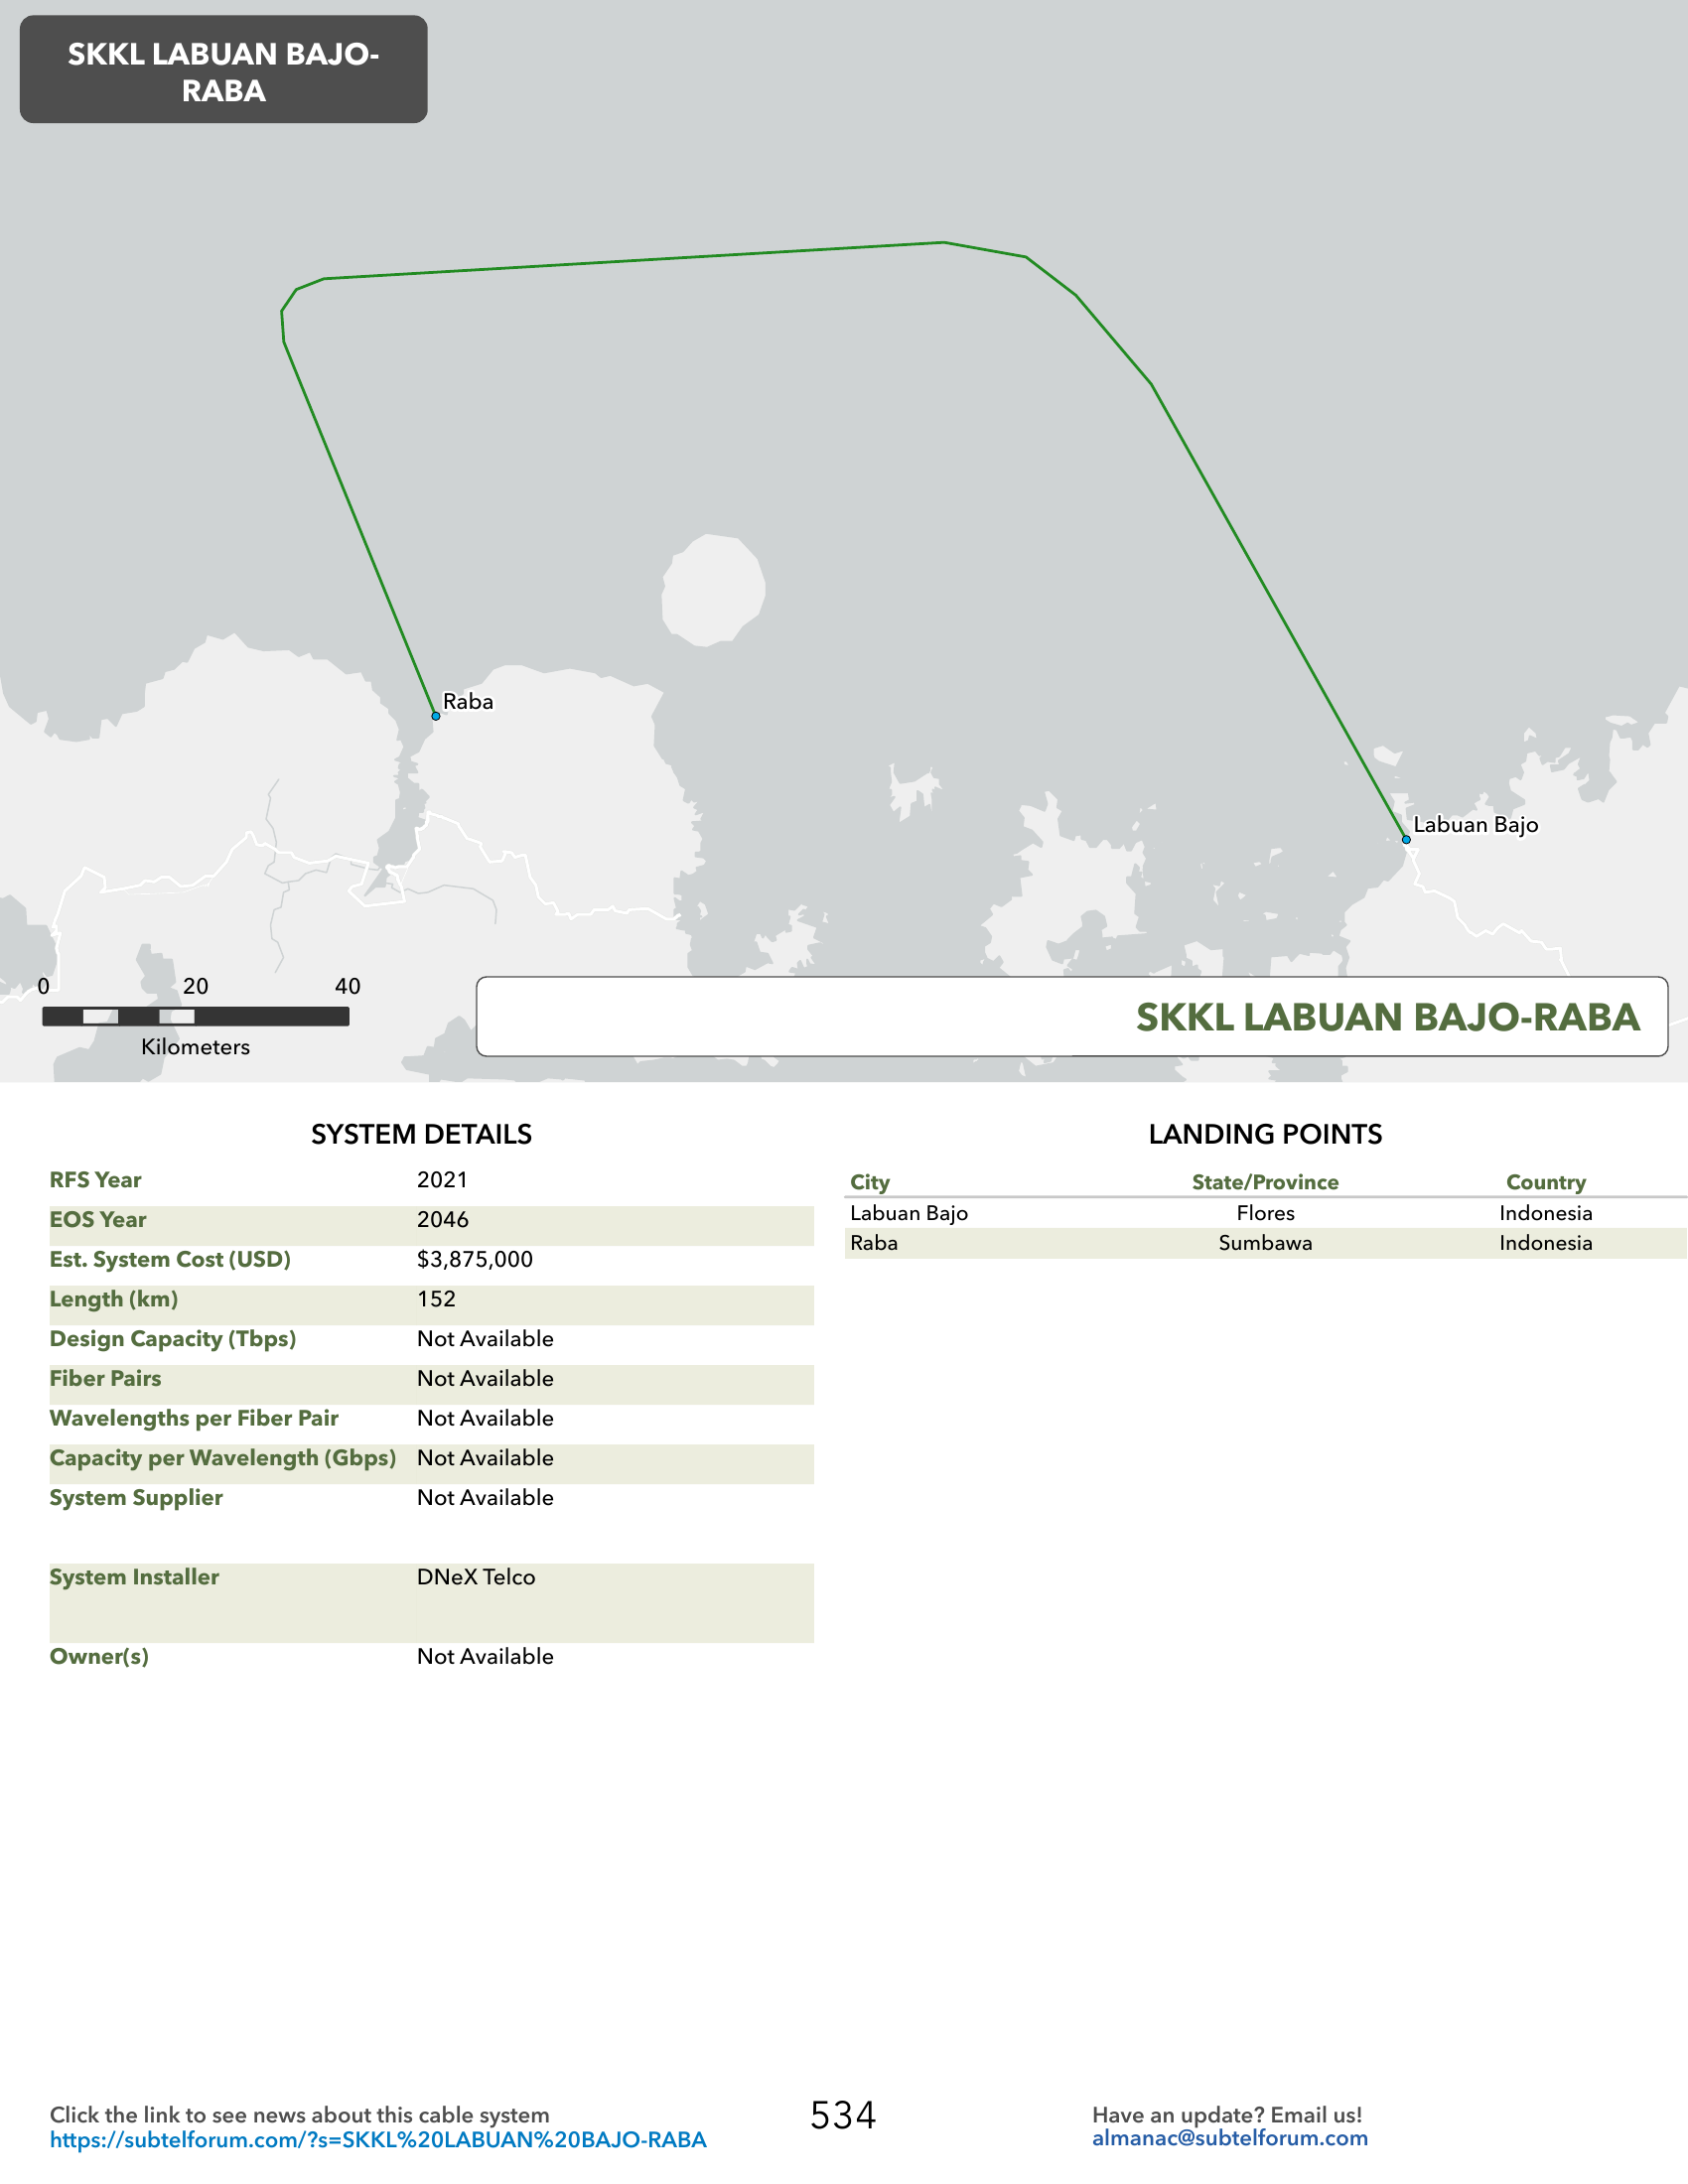 SKKL LABUAN BAJO-
RABA
Raba
Labuan Bajo
0 20 40
Kilometers
SKKL LABUAN BAJO-RABA
SYSTEM DETAILS
RFS Year 2021
EOS Year 2046
Est. System Cost (USD) $3,875,000
Length (km) 152
Design Capacity (Tbps) Not Available
Fiber Pairs Not Available
Wavelengths per Fiber Pair Not Available
Capacity per Wavelength (Gbps) Not Available
System Supplier Not Available
System Installer DNeX Telco
Owner(s) Not Available
LANDING POINTS
City State/Province Country
Labuan Bajo Flores Indonesia
Raba Sumbawa Indonesia
Click the link to see news about this cable system
https://subtelforum.com/?s=SKKL%20LABUAN%20BAJO-RABA
534
Have an update? Email us!
almanac@subtelforum.com